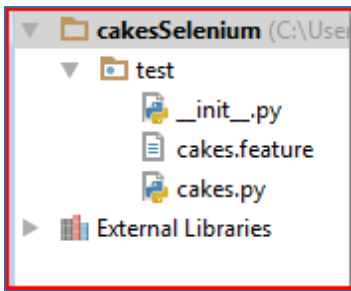 cakesSelenium (C:\User
test
__init__.py
cakes.feature
cakes.py
External Libraries